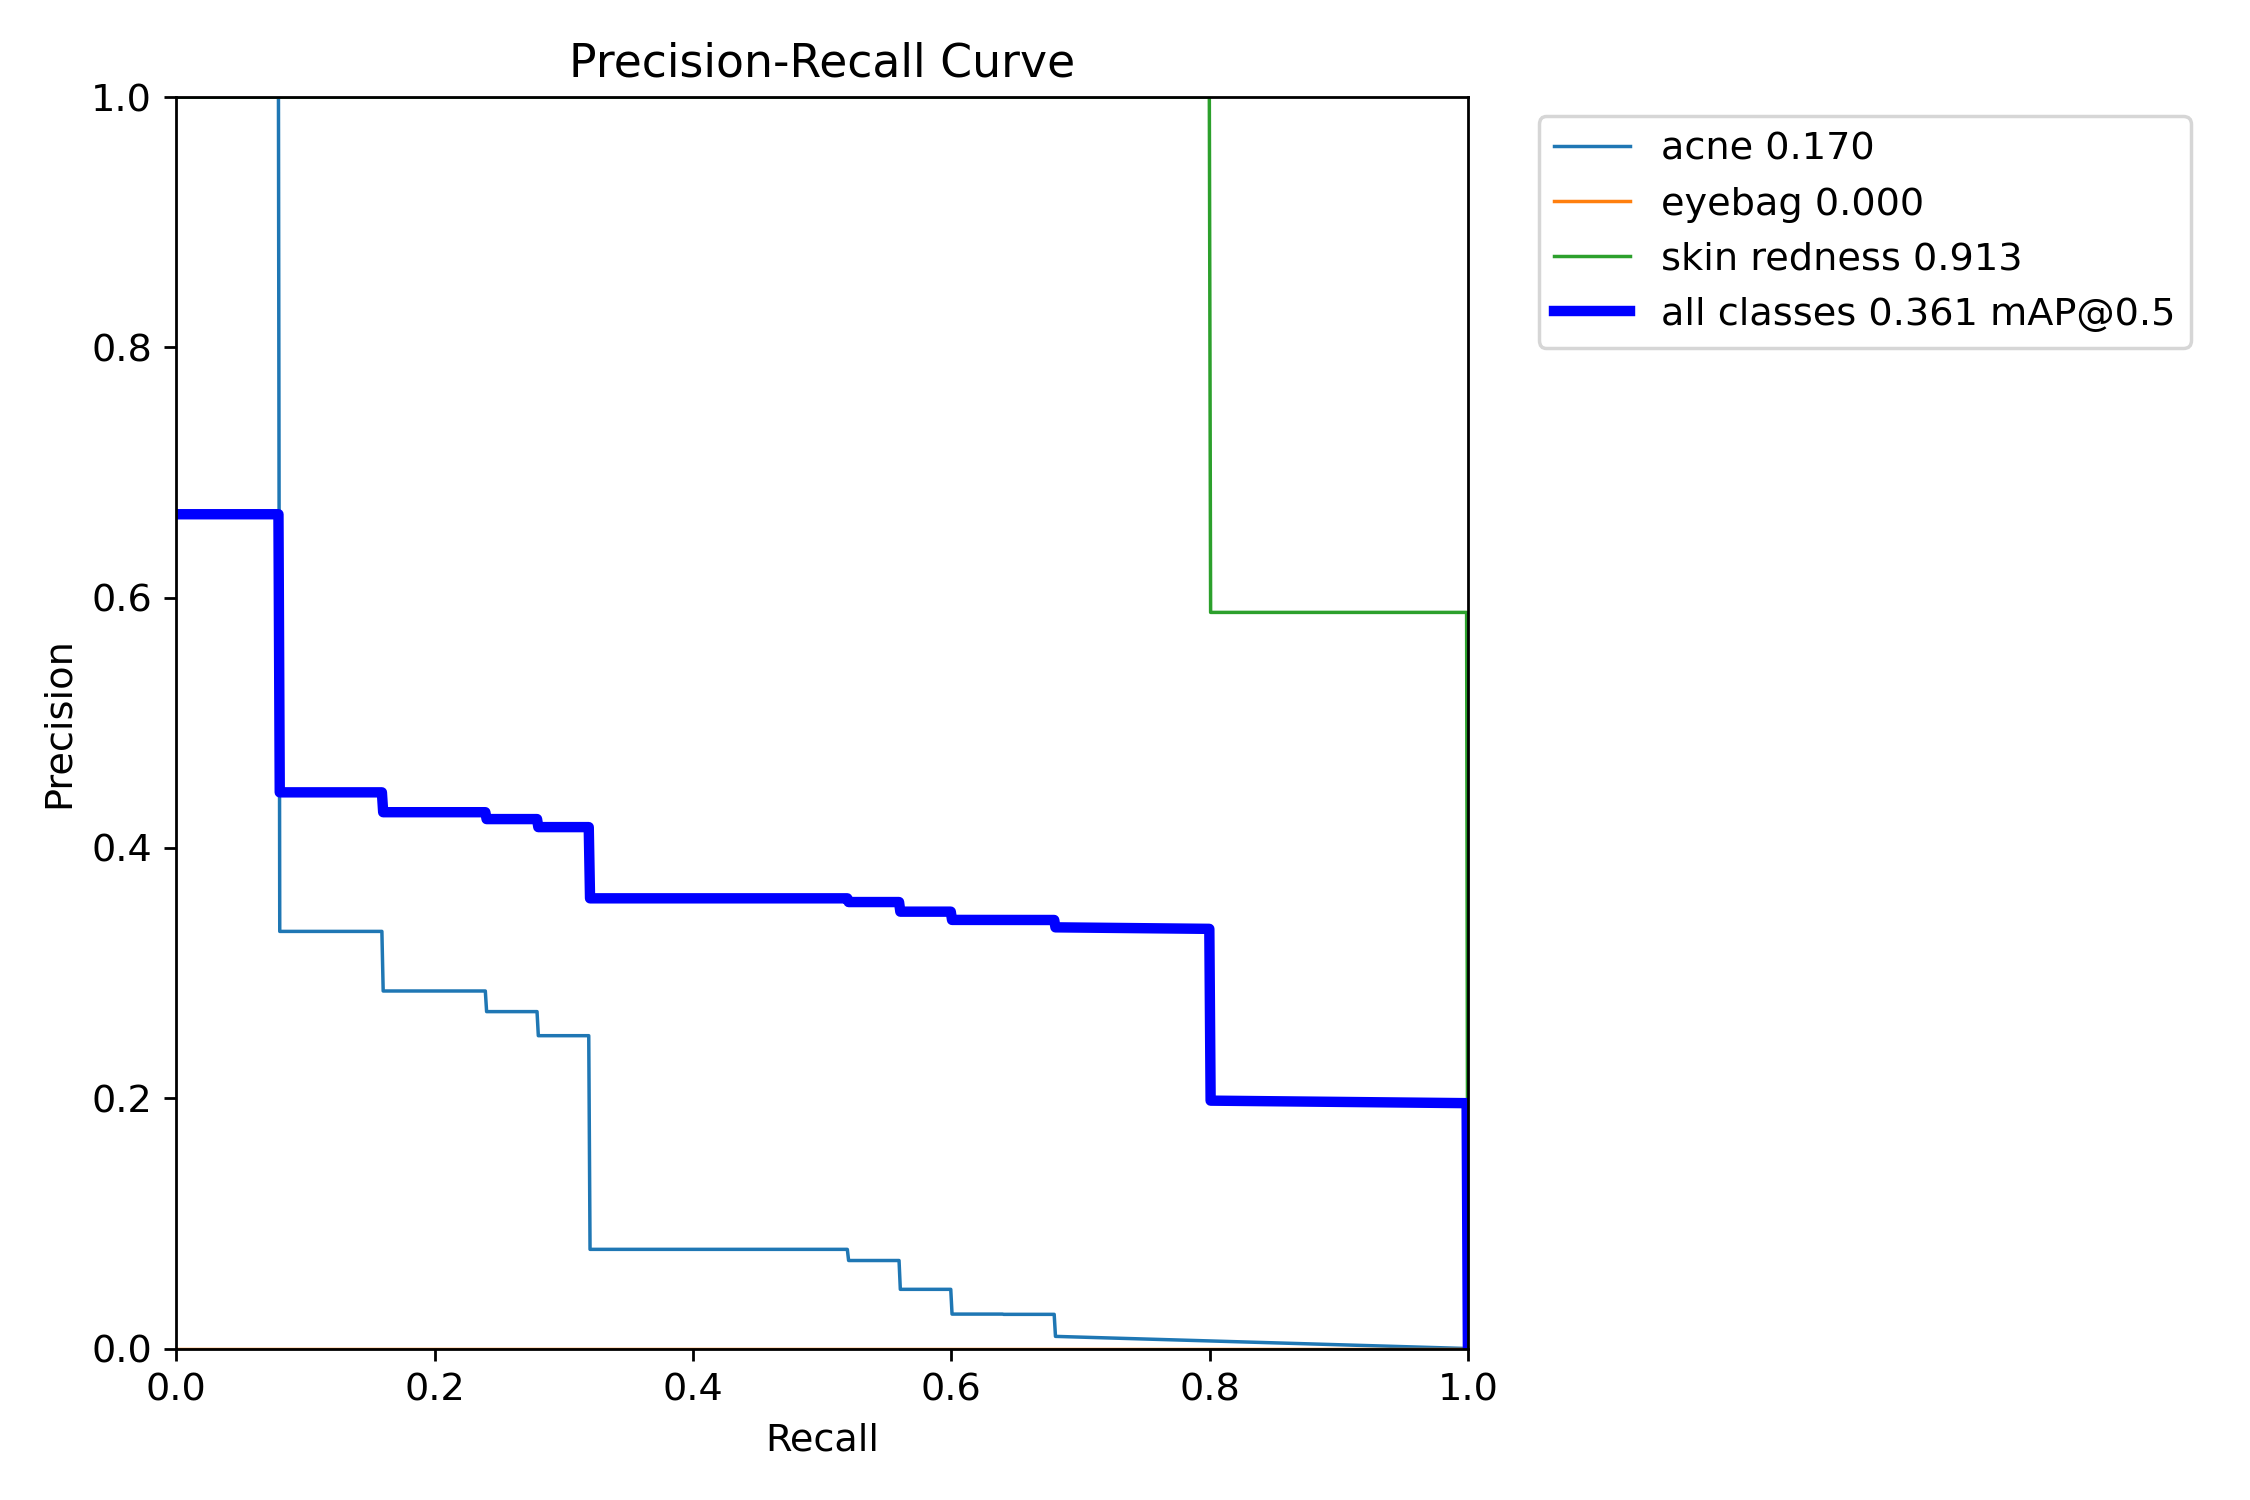 Precision-Recall Curve
1.0
0.8
0.6
0.4
0.2
0.0
Precision
0.0 0.2 0.4 0.6 0.8 1.0
Recall
acne 0.170
eyebag 0.000
skin redness 0.913
all classes 0.361 mAP@0.5